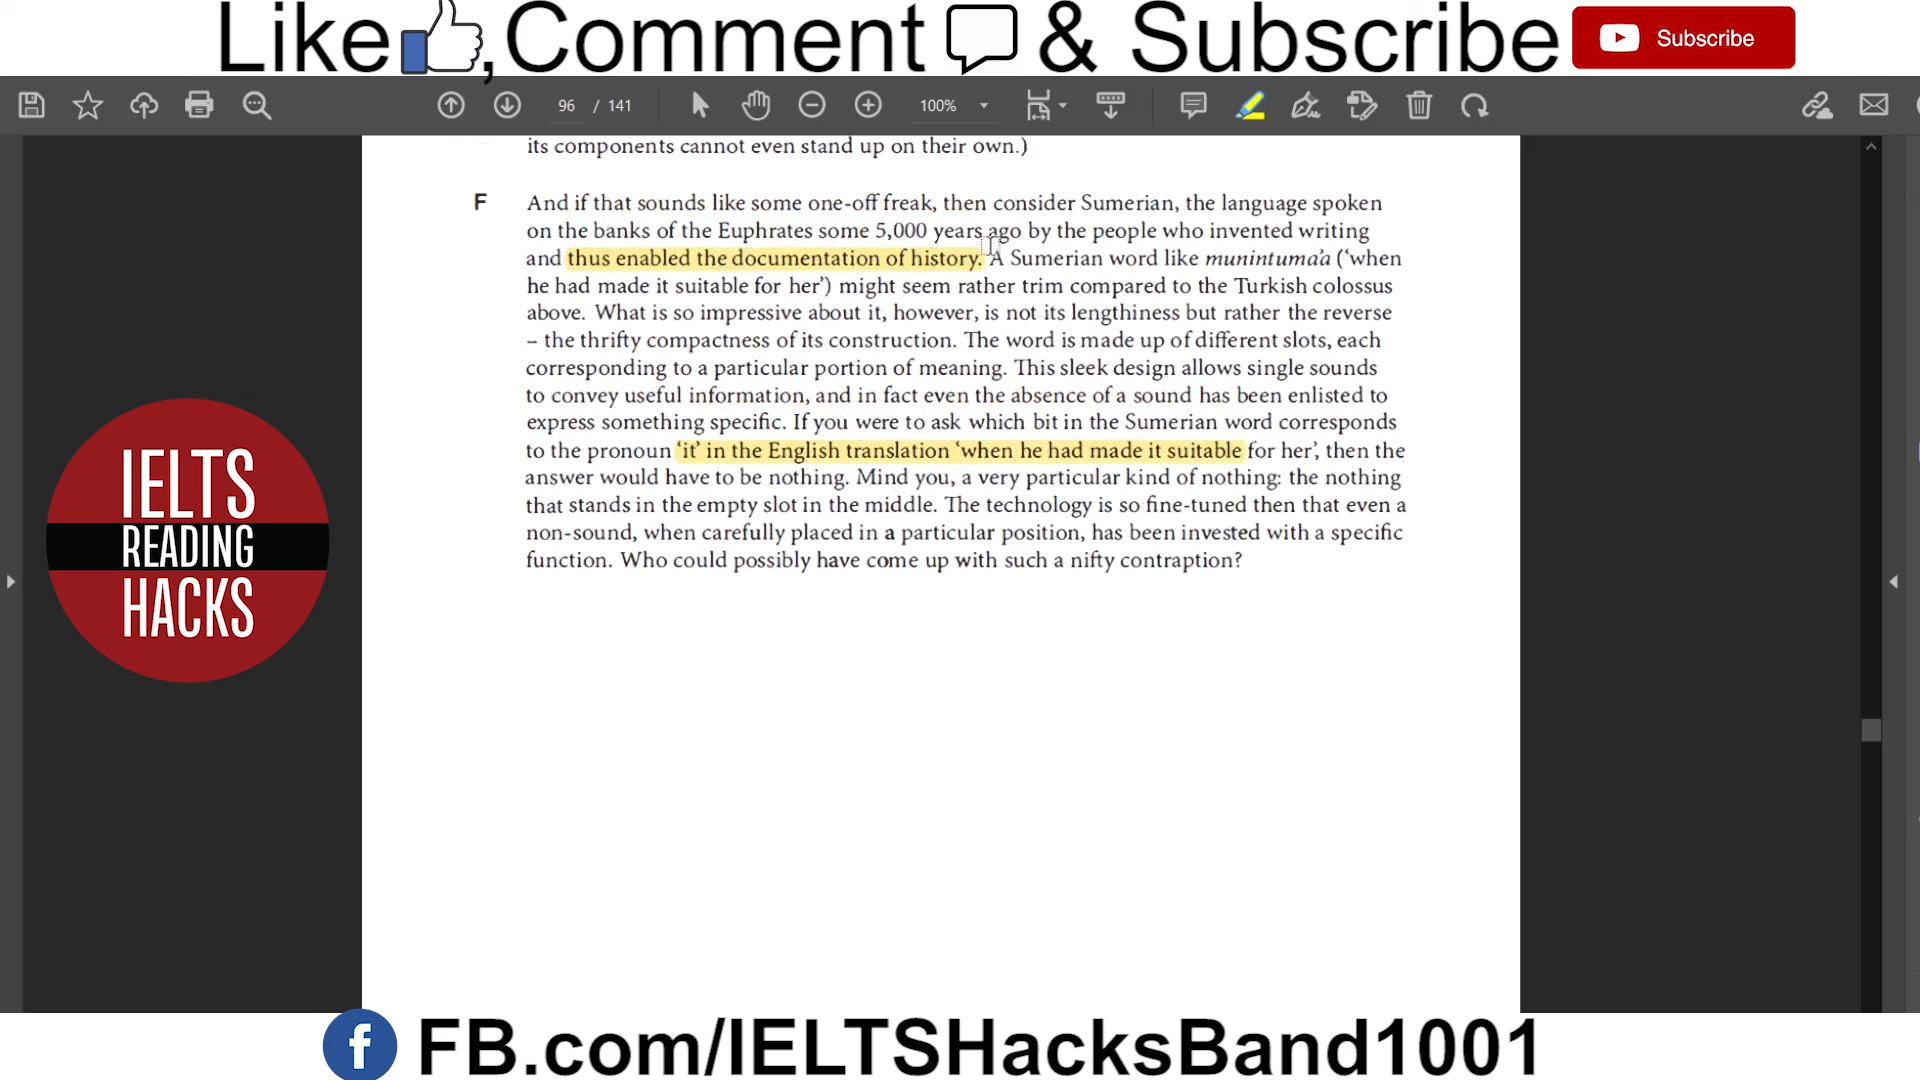 Like , Comment & Subscribe Subscribe
96 / 141 100%
its components cannot even stand up on their own.)
F And if that sounds like some one-off freak, then consider Sumerian, the language spoken
on the banks of the Euphrates some 5,000 years ago by the people who invented writing
and thus enabled the documentation of history. A Sumerian word like munintuma'a ('when
he had made it suitable for her') might seem rather trim compared to the Turkish colossus
above. What is so impressive about it, however, is not its lengthiness but rather the reverse
– the thrifty compactness of its construction. The word is made up of different slots, each
corresponding to a particular portion of meaning. This sleek design allows single sounds
to convey useful information, and in fact even the absence of a sound has been enlisted to
express something specific. If you were to ask which bit in the Sumerian word corresponds
to the pronoun 'it' in the English translation 'when he had made it suitable for her', then the
answer would have to be nothing. Mind you, a very particular kind of nothing: the nothing
that stands in the empty slot in the middle. The technology is so fine-tuned then that even a
non-sound, when carefully placed in a particular position, has been invested with a specific
function. Who could possibly have come up with such a nifty contraption?
IELTS
READING
HACKS
f FB.com/IELTSHacksBand1001